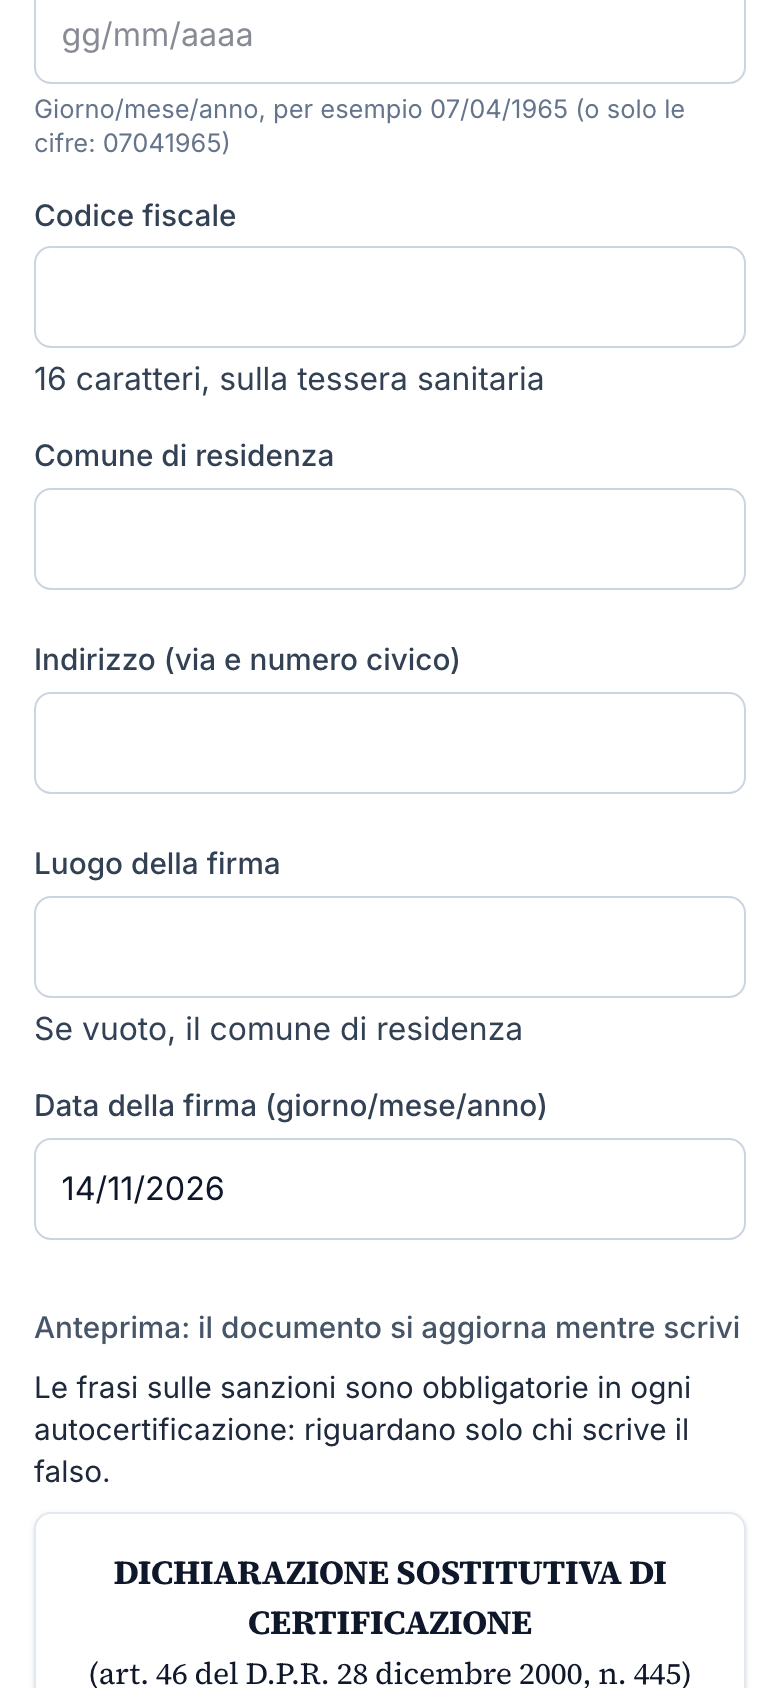 gg/mm/aaaa
Giorno/mese/anno, per esempio 07/04/1965 (o solo le
cifre: 07041965)
Codice fiscale
16 caratteri, sulla tessera sanitaria
Comune di residenza
Indirizzo (via e numero civico)
Luogo della firma
Se vuoto, il comune di residenza
Data della firma (giorno/mese/anno)
14/11/2026
Anteprima: il documento si aggiorna mentre scrivi
Le frasi sulle sanzioni sono obbligatorie in ogni
autocertificazione: riguardano solo chi scrive il
falso.
DICHIARAZIONE SOSTITUTIVA DI
CERTIFICAZIONE
(art. 46 del D.P.R. 28 dicembre 2000, n. 445)